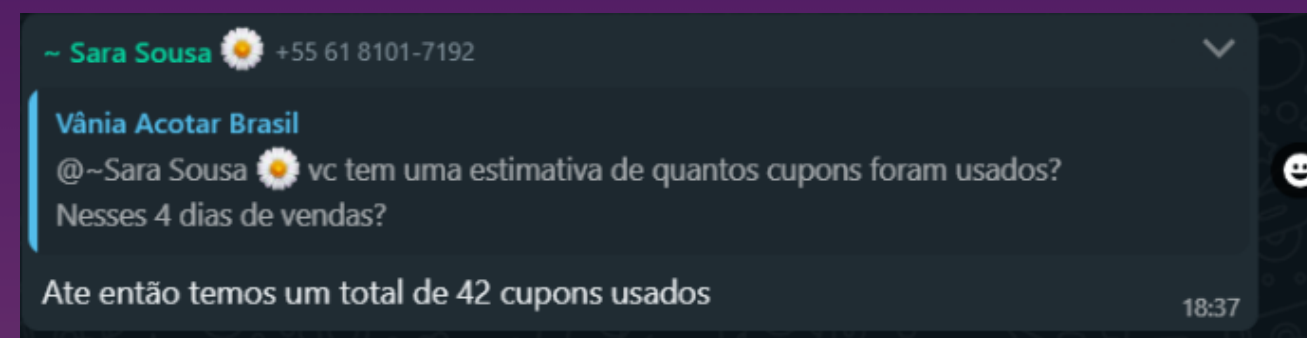 ~ Sara Sousa 🌼 +55 61 8101-7192
Vânia Acotar Brasil
@~Sara Sousa 🌼 vc tem uma estimativa de quantos cupons foram usados?
Nesses 4 dias de vendas?
Ate então temos um total de 42 cupons usados
18:37